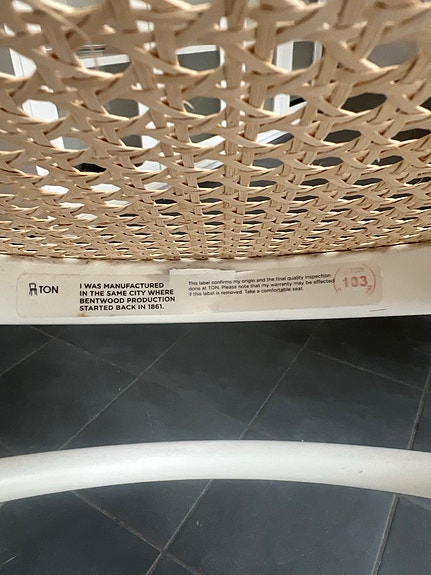 TON
I WAS MANUFACTURED
IN THE SAME CITY WHERE
BENTWOOD PRODUCTION
STARTED BACK IN 1861.
This label confirms my origin and the final quality inspection
done at TON. Please note that my warranty may be affected
if this label is removed. Take a comfortable seat.
103